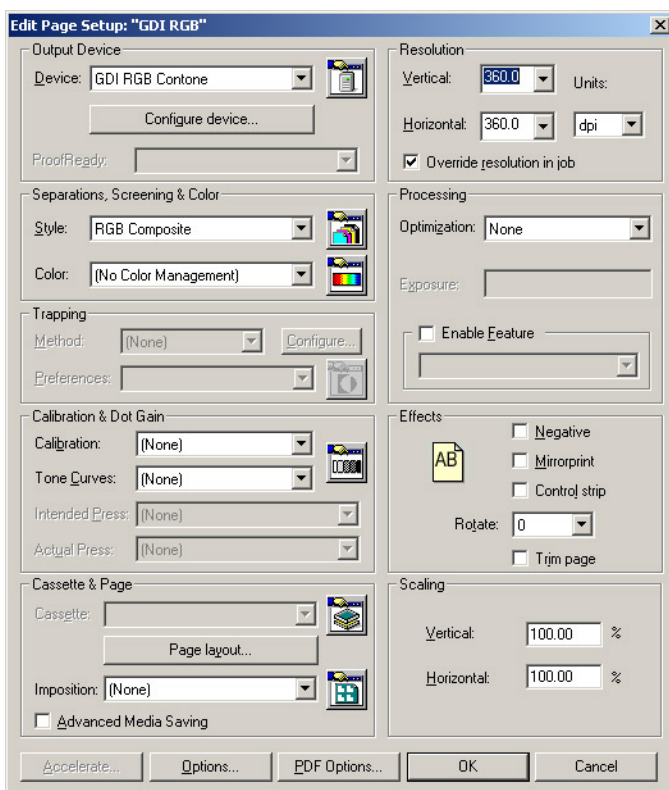 Edit Page Setup: "GDI RGB"
Output Device
Device: GDI RGB Contone
Configure device...
ProofReady:
Separations, Screening & Color
Style: RGB Composite
Color: (No Color Management)
Trapping
Method: (None) Configure...
Preferences:
Calibration & Dot Gain
Calibration: (None)
Tone Curves: (None)
Intended Press: (None)
Actual Press: (None)
Cassette & Page
Cassette:
Page layout...
Imposition: (None)
Advanced Media Saving
Resolution
Vertical: 360.0 Units:
Horizontal: 360.0 dpi
Override resolution in job
Processing
Optimization: None
Exposure:
Enable Feature
Effects
AB
Negative
Mirrorprint
Control strip
Rotate: 0
Trim page
Scaling
Vertical: 100.00 %
Horizontal: 100.00 %
Accelerate... Options... PDF Options... OK Cancel